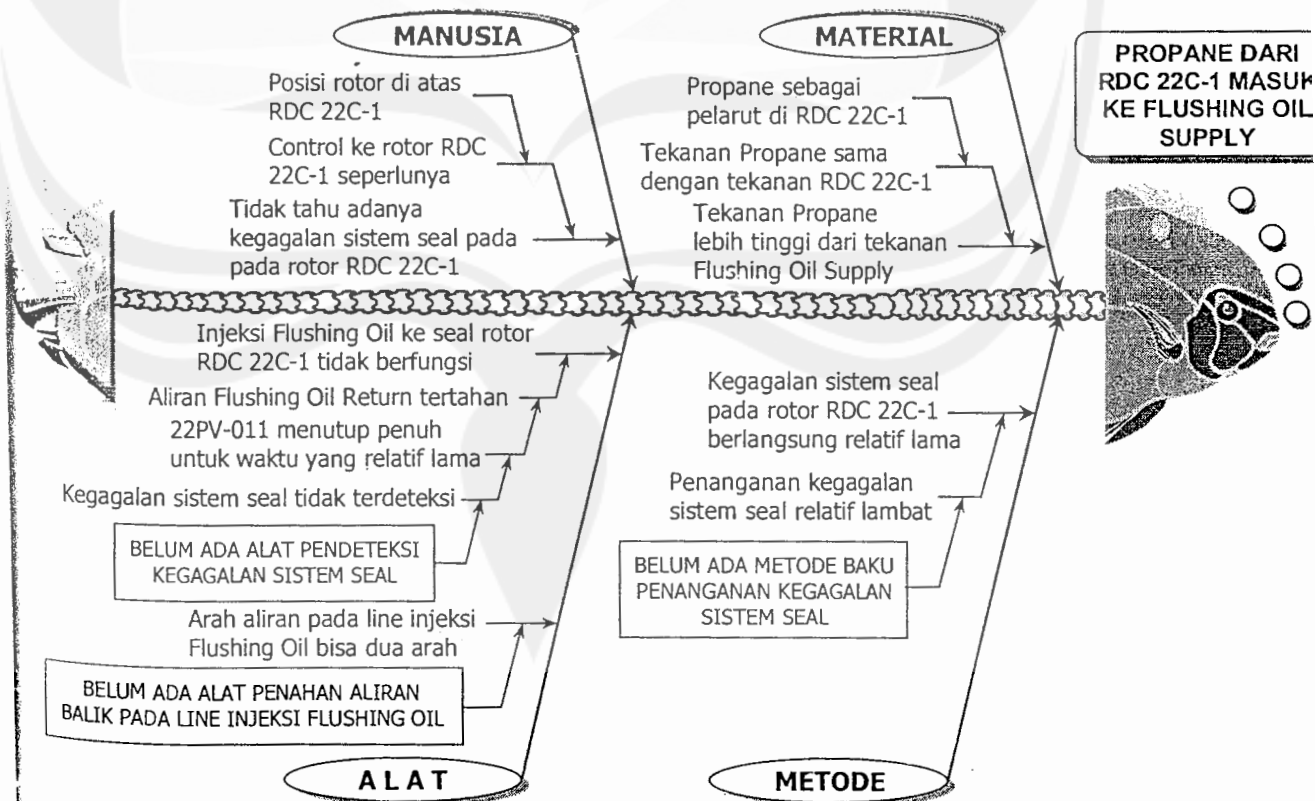 MANUSIA
Posisi rotor di atas
RDC 22C-1
Control ke rotor RDC
22C-1 seperlunya
Tidak tahu adanya
kegagalan sistem seal pada
pada rotor RDC 22C-1
MATERIAL
Propane sebagai
pelarut di RDC 22C-1
Tekanan Propane sama
dengan tekanan RDC 22C-1
Tekanan Propane
lebih tinggi dari tekanan
Flushing Oil Supply
PROPANE DARI
RDC 22C-1 MASUK
KE FLUSHING OIL
SUPPLY
Injeksi Flushing Oil ke seal rotor
RDC 22C-1 tidak berfungsi
Aliran Flushing Oil Return tertahan
22PV-011 menutup penuh
untuk waktu yang relatif lama
Kegagalan sistem seal tidak terdeteksi
BELUM ADA ALAT PENDETEKSI
KEGAGALAN SISTEM SEAL
Arah aliran pada line injeksi
Flushing Oil bisa dua arah
BELUM ADA ALAT PENAHAN ALIRAN
BALIK PADA LINE INJEKSI FLUSHING OIL
ALAT
Kegagalan sistem seal
pada rotor RDC 22C-1
berlangsung relatif lama
Penanganan kegagalan
sistem seal relatif lambat
BELUM ADA METODE BAKU
PENANGANAN KEGAGALAN
SISTEM SEAL
METODE